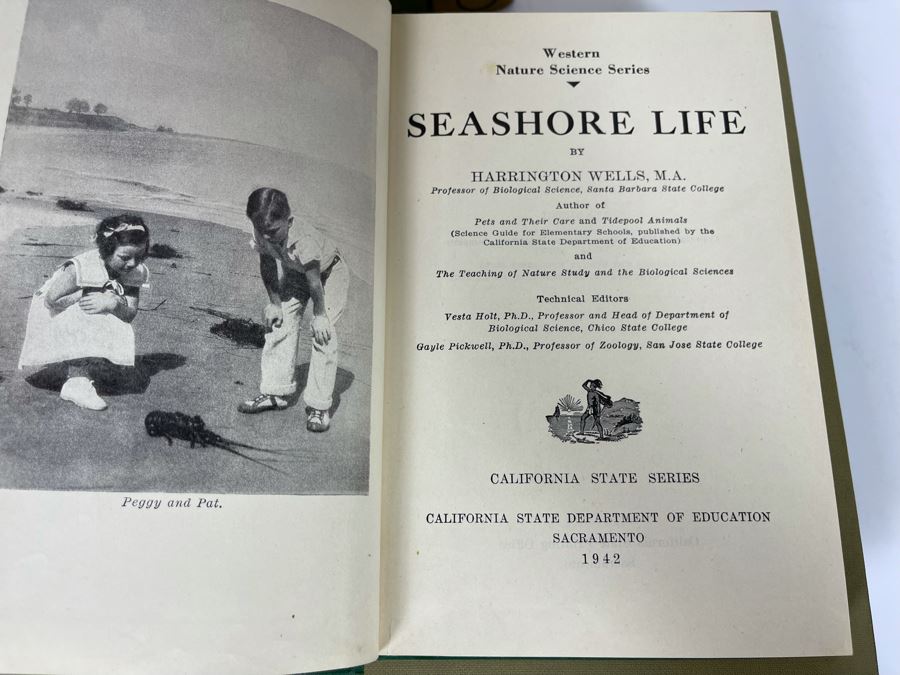 Peggy and Pat.
Western
Nature Science Series
SEASHORE LIFE
BY
HARRINGTON WELLS, M.A.
Professor of Biological Science, Santa Barbara State College
Author of
Pets and Their Care and Tidepool Animals
(Science Guide for Elementary Schools, published by the
California State Department of Education)
and
The Teaching of Nature Study and the Biological Sciences
Technical Editors
Vesta Holt, Ph.D., Professor and Head of Department of
Biological Science, Chico State College
Gayle Pickwell, Ph.D., Professor of Zoology, San Jose State College
CALIFORNIA STATE SERIES
CALIFORNIA STATE DEPARTMENT OF EDUCATION
SACRAMENTO
1942